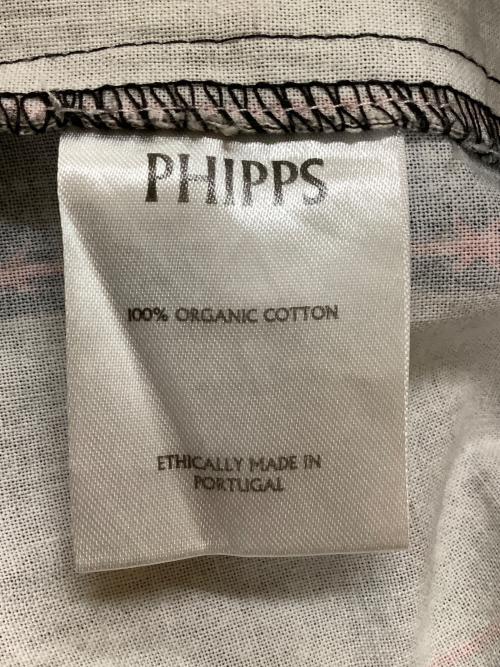 PHIPPS
100% ORGANIC COTTON
ETHICALLY MADE IN
PORTUGAL